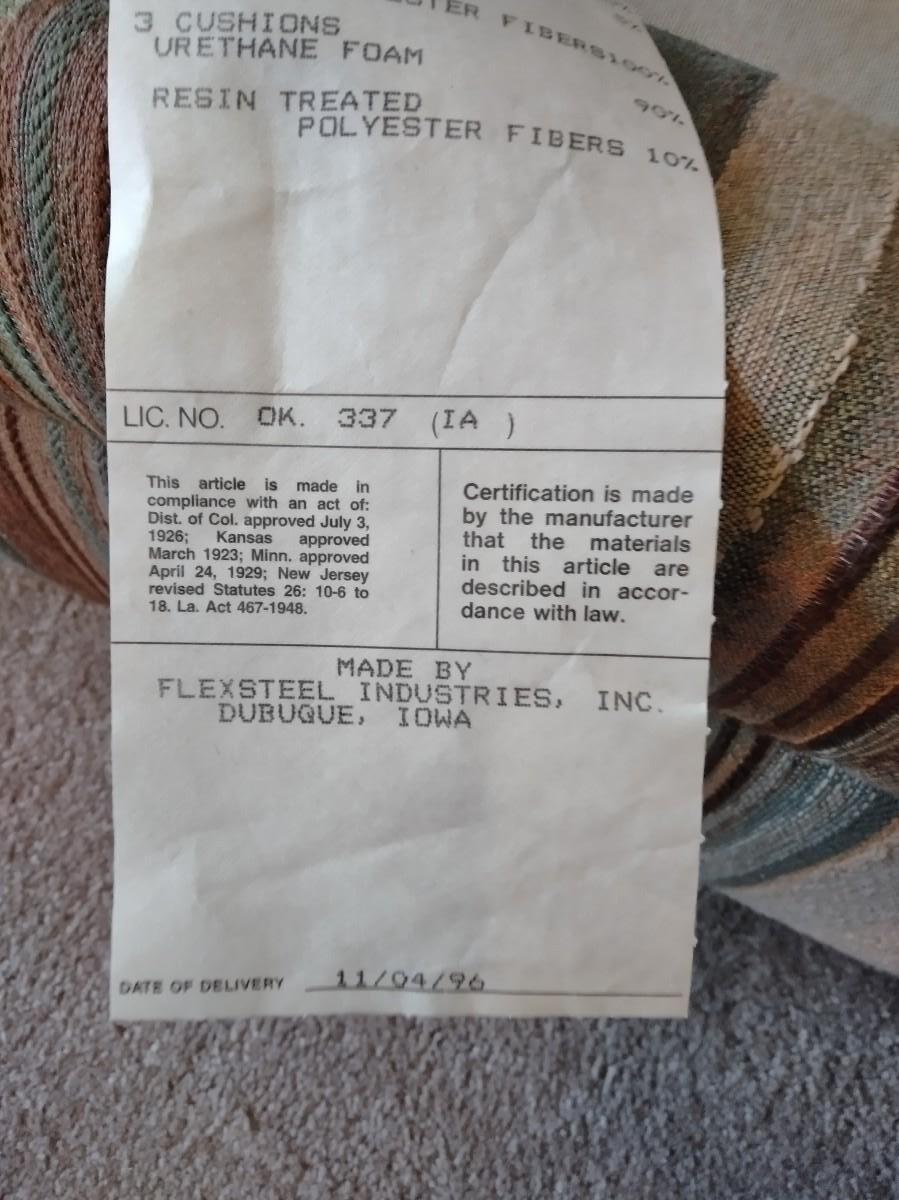 FIBERS 100%
3 CUSHIONS
URETHANE FOAM 90%
RESIN TREATED
POLYESTER FIBERS 10%
LIC. NO. OK. 337 (IA )
This article is made in
compliance with an act of:
Dist. of Col. approved July 3,
1926; Kansas approved
March 1923; Minn. approved
April 24, 1929; New Jersey
revised Statutes 26: 10-6 to
18. La. Act 467-1948.
Certification is made
by the manufacturer
that the materials
in this article are
described in accor-
dance with law.
MADE BY
FLEXSTEEL INDUSTRIES, INC.
DUBUQUE, IOWA
DATE OF DELIVERY 11/04/96